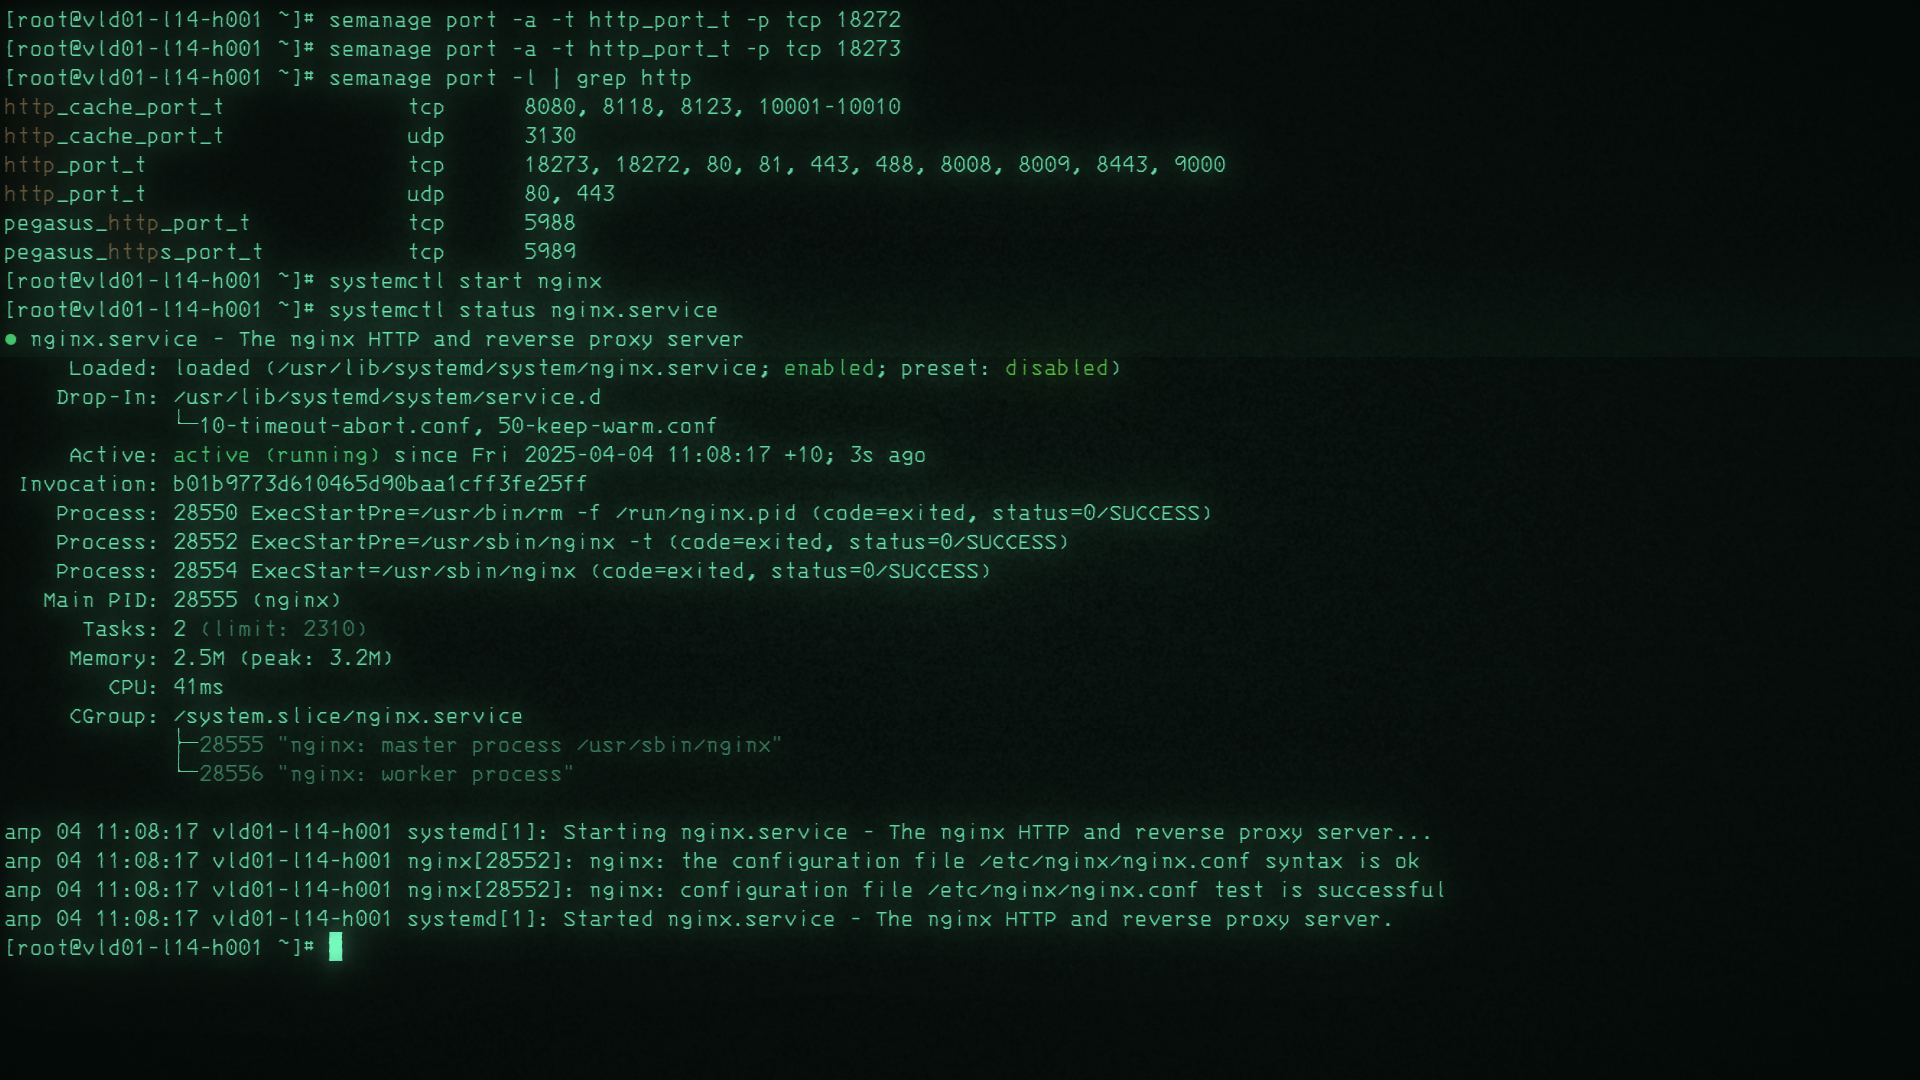 [root@vld01-l14-h001 ~]# semanage port -a -t http_port_t -p tcp 18272
[root@vld01-l14-h001 ~]# semanage port -a -t http_port_t -p tcp 18273
[root@vld01-l14-h001 ~]# semanage port -l | grep http
http_cache_port_t              tcp      8080, 8118, 8123, 10001-10010
http_cache_port_t              udp      3130
http_port_t                    tcp      18273, 18272, 80, 81, 443, 488, 8008, 8009, 8443, 9000
http_port_t                    udp      80, 443
pegasus_http_port_t            tcp      5988
pegasus_https_port_t           tcp      5989
[root@vld01-l14-h001 ~]# systemctl start nginx
[root@vld01-l14-h001 ~]# systemctl status nginx.service
● nginx.service - The nginx HTTP and reverse proxy server
     Loaded: loaded (/usr/lib/systemd/system/nginx.service; enabled; preset: disabled)
    Drop-In: /usr/lib/systemd/system/service.d
             └─10-timeout-abort.conf, 50-keep-warm.conf
     Active: active (running) since Fri 2025-04-04 11:08:17 +10; 3s ago
 Invocation: b01b9773d610465d90baa1cff3fe25ff
    Process: 28550 ExecStartPre=/usr/bin/rm -f /run/nginx.pid (code=exited, status=0/SUCCESS)
    Process: 28552 ExecStartPre=/usr/sbin/nginx -t (code=exited, status=0/SUCCESS)
    Process: 28554 ExecStart=/usr/sbin/nginx (code=exited, status=0/SUCCESS)
   Main PID: 28555 (nginx)
      Tasks: 2 (limit: 2310)
     Memory: 2.5M (peak: 3.2M)
        CPU: 41ms
     CGroup: /system.slice/nginx.service
             ├─28555 "nginx: master process /usr/sbin/nginx"
             └─28556 "nginx: worker process"

апр 04 11:08:17 vld01-l14-h001 systemd[1]: Starting nginx.service - The nginx HTTP and reverse proxy server...
апр 04 11:08:17 vld01-l14-h001 nginx[28552]: nginx: the configuration file /etc/nginx/nginx.conf syntax is ok
апр 04 11:08:17 vld01-l14-h001 nginx[28552]: nginx: configuration file /etc/nginx/nginx.conf test is successful
апр 04 11:08:17 vld01-l14-h001 systemd[1]: Started nginx.service - The nginx HTTP and reverse proxy server.
[root@vld01-l14-h001 ~]#